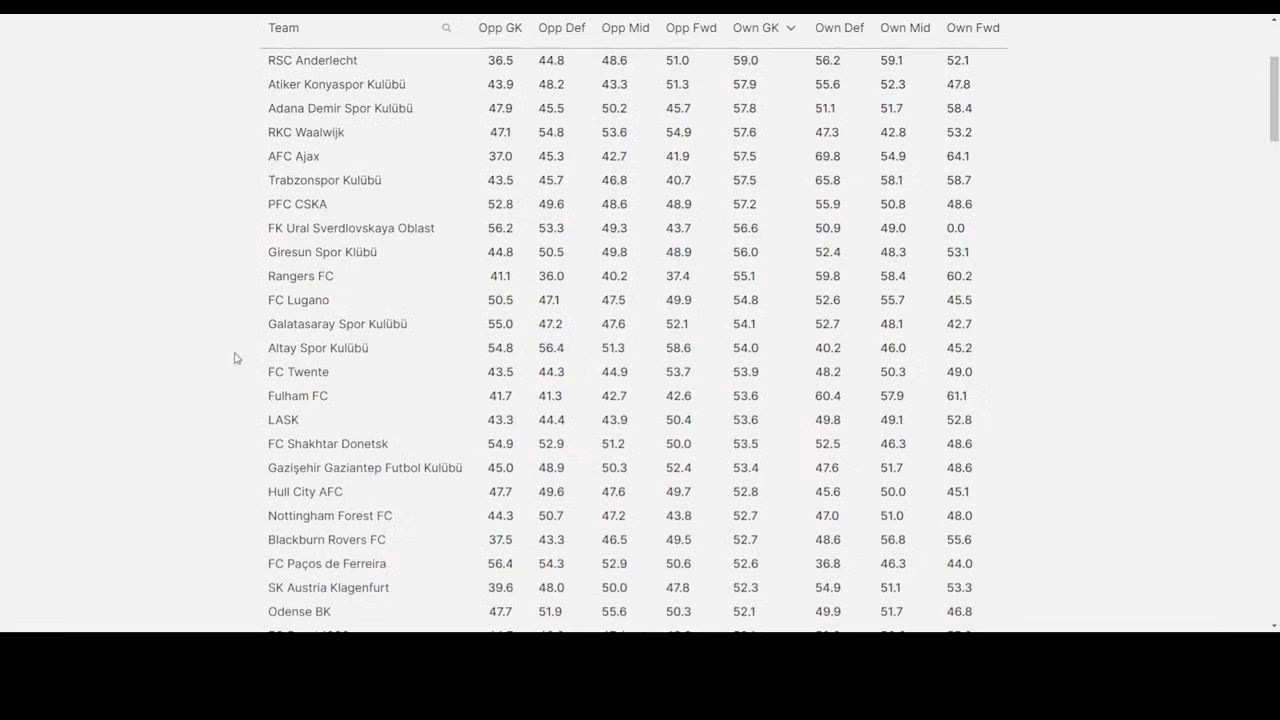 Team Opp GK Opp Def Opp Mid Opp Fwd Own GK Own Def Own Mid Own Fwd
RSC Anderlecht 36.5 44.8 48.6 51.0 59.0 56.2 59.1 52.1
Atiker Konyaspor Kulübü 43.9 48.2 43.3 51.3 57.9 55.6 52.3 47.8
Adana Demir Spor Kulübü 47.9 45.5 50.2 45.7 57.8 51.1 51.7 58.4
RKC Waalwijk 47.1 54.8 53.6 54.9 57.6 47.3 42.8 53.2
AFC Ajax 37.0 45.3 42.7 41.9 57.5 69.8 54.9 64.1
Trabzonspor Kulübü 43.5 45.7 46.8 40.7 57.5 65.8 58.1 58.7
PFC CSKA 52.8 49.6 48.6 48.9 57.2 55.9 50.8 48.6
FK Ural Sverdlovskaya Oblast 56.2 53.3 49.3 43.7 56.6 50.9 49.0 0.0
Giresun Spor Klübü 44.8 50.5 49.8 48.9 56.0 52.4 48.3 53.1
Rangers FC 41.1 36.0 40.2 37.4 55.1 59.8 58.4 60.2
FC Lugano 50.5 47.1 47.5 49.9 54.8 52.6 55.7 45.5
Galatasaray Spor Kulübü 55.0 47.2 47.6 52.1 54.1 52.7 48.1 42.7
Altay Spor Kulübü 54.8 56.4 51.3 58.6 54.0 40.2 46.0 45.2
FC Twente 43.5 44.3 44.9 53.7 53.9 48.2 50.3 49.0
Fulham FC 41.7 41.3 42.7 42.6 53.6 60.4 57.9 61.1
LASK 43.3 44.4 43.9 50.4 53.6 49.8 49.1 52.8
FC Shakhtar Donetsk 54.9 52.9 51.2 50.0 53.5 52.5 46.3 48.6
Gazişehir Gaziantep Futbol Kulübü 45.0 48.9 50.3 52.4 53.4 47.6 51.7 48.6
Hull City AFC 47.7 49.6 47.6 49.7 52.8 45.6 50.0 45.1
Nottingham Forest FC 44.3 50.7 47.2 43.8 52.7 47.0 51.0 48.0
Blackburn Rovers FC 37.5 43.3 46.5 49.5 52.7 48.6 56.8 55.6
FC Paços de Ferreira 56.4 54.3 52.9 50.6 52.6 36.8 46.3 44.0
SK Austria Klagenfurt 39.6 48.0 50.0 47.8 52.3 54.9 51.1 53.3
Odense BK 47.7 51.9 55.6 50.3 52.1 49.9 51.7 46.8